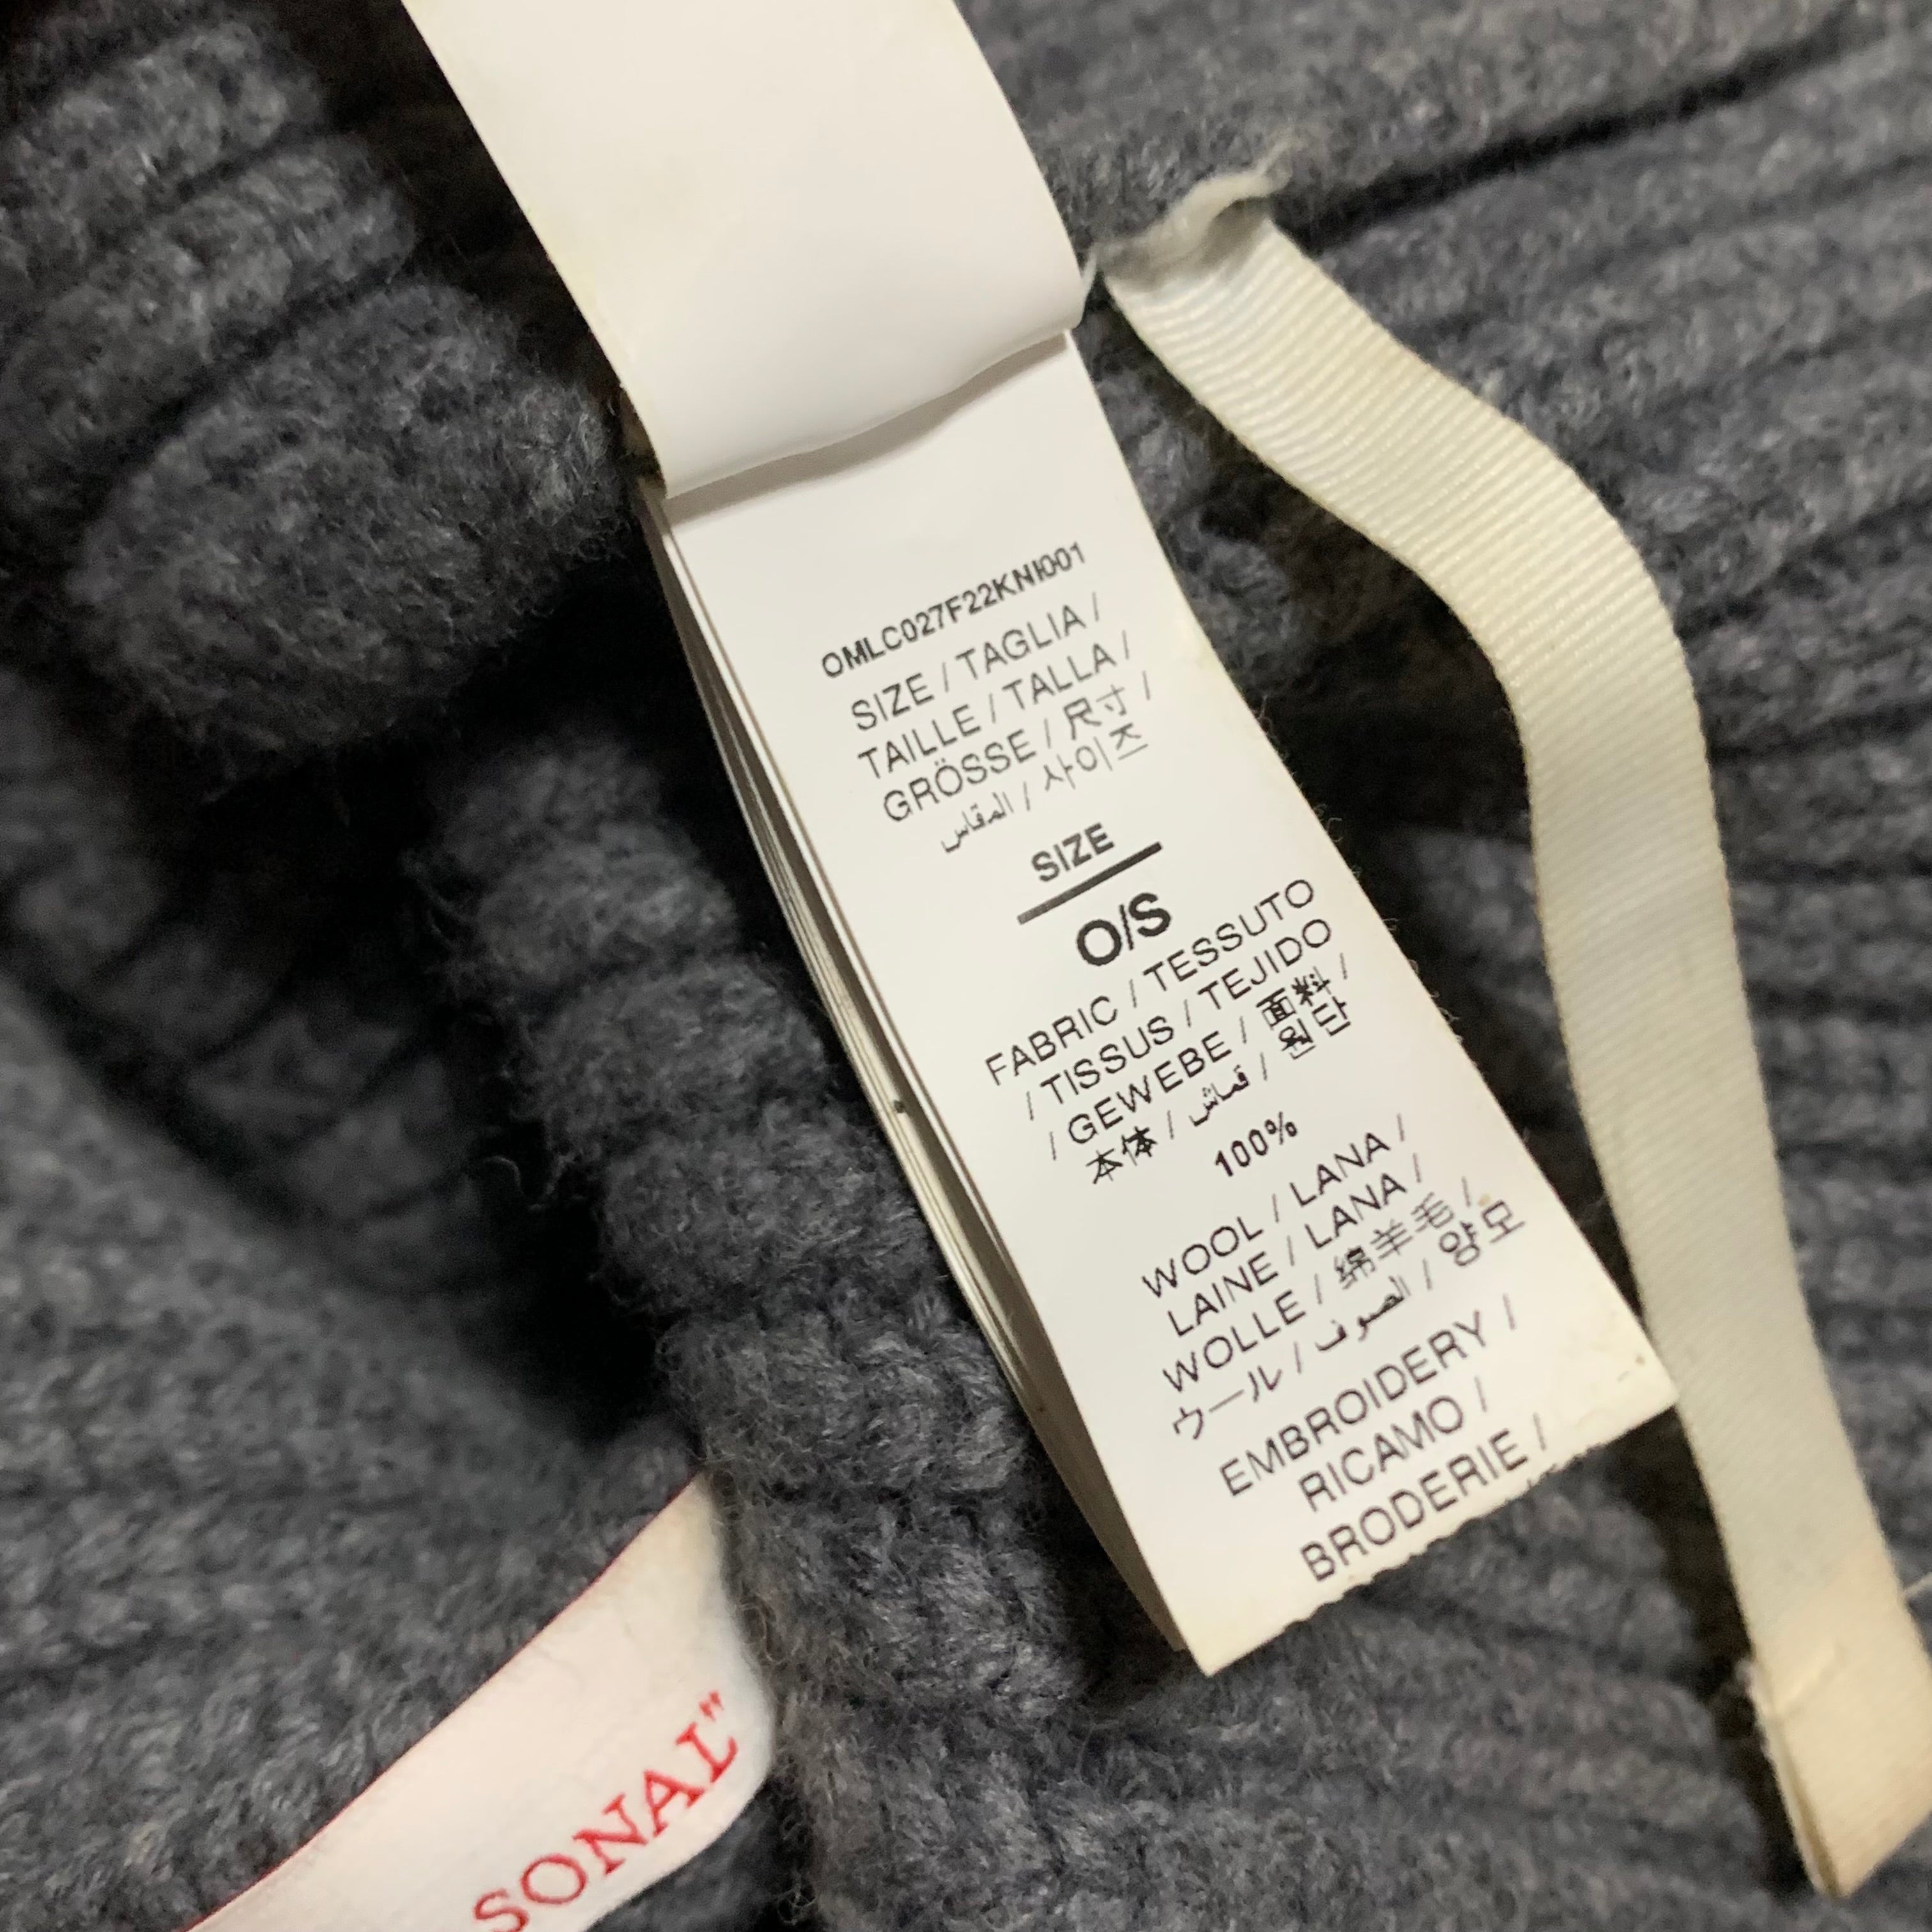 OMLC027F22KNI001
SIZE / TAGLIA /
TAILLE / TALLA /
GRÖSSE / 尺寸 /
المقاس / 사이즈
SIZE
O/S
FABRIC / TESSUTO
/ TISSUS / TEJIDO
/ GEWEBE / 面料 /
本体 / قماش / 원단
100%
WOOL / LANA /
LAINE / LANA /
WOLLE / 绵羊毛 /
ウール / الصوف / 양모
EMBROIDERY /
RICAMO /
BRODERIE /
SONAL"